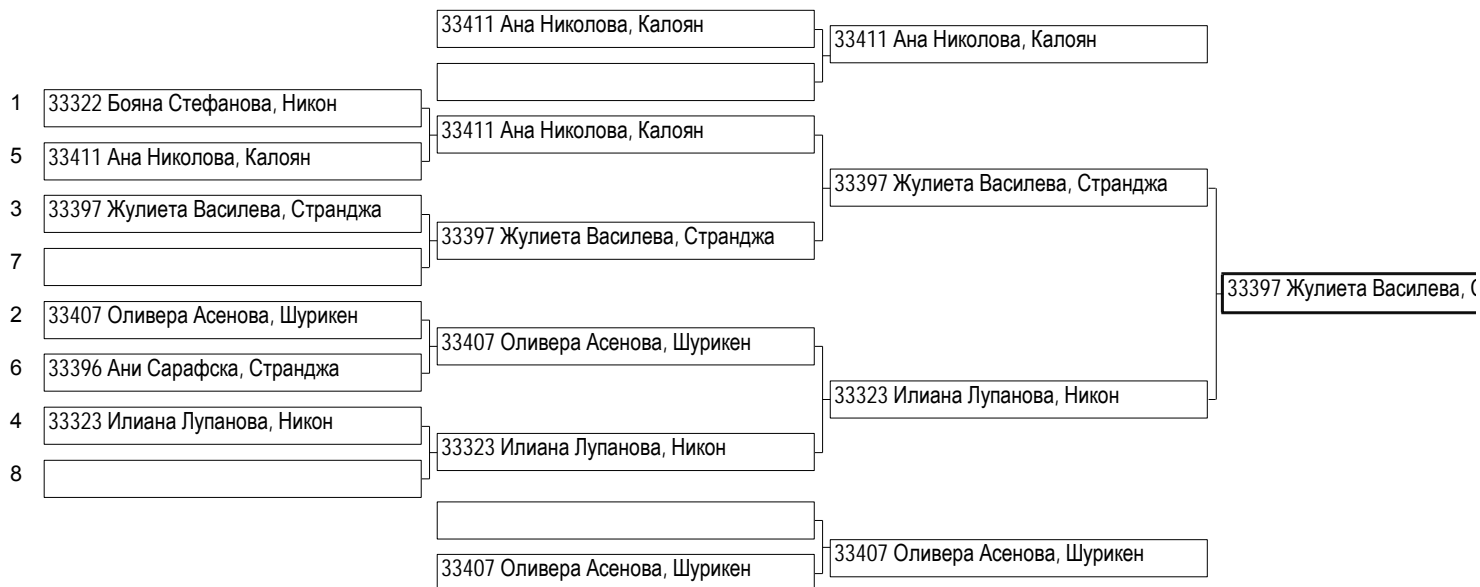 33411 Ана Николова, Калоян
33411 Ана Николова, Калоян
1 33322 Бояна Стефанова, Никон
33411 Ана Николова, Калоян
5 33411 Ана Николова, Калоян
33397 Жулиета Василева, Странджа
3 33397 Жулиета Василева, Странджа
33397 Жулиета Василева, Странджа
7
33397 Жулиета Василева,
2 33407 Оливера Асенова, Шурикен
33407 Оливера Асенова, Шурикен
6 33396 Ани Сарафска, Странджа
33323 Илиана Лупанова, Никон
4 33323 Илиана Лупанова, Никон
33323 Илиана Лупанова, Никон
8
33407 Оливера Асенова, Шурикен
33407 Оливера Асенова, Шурикен